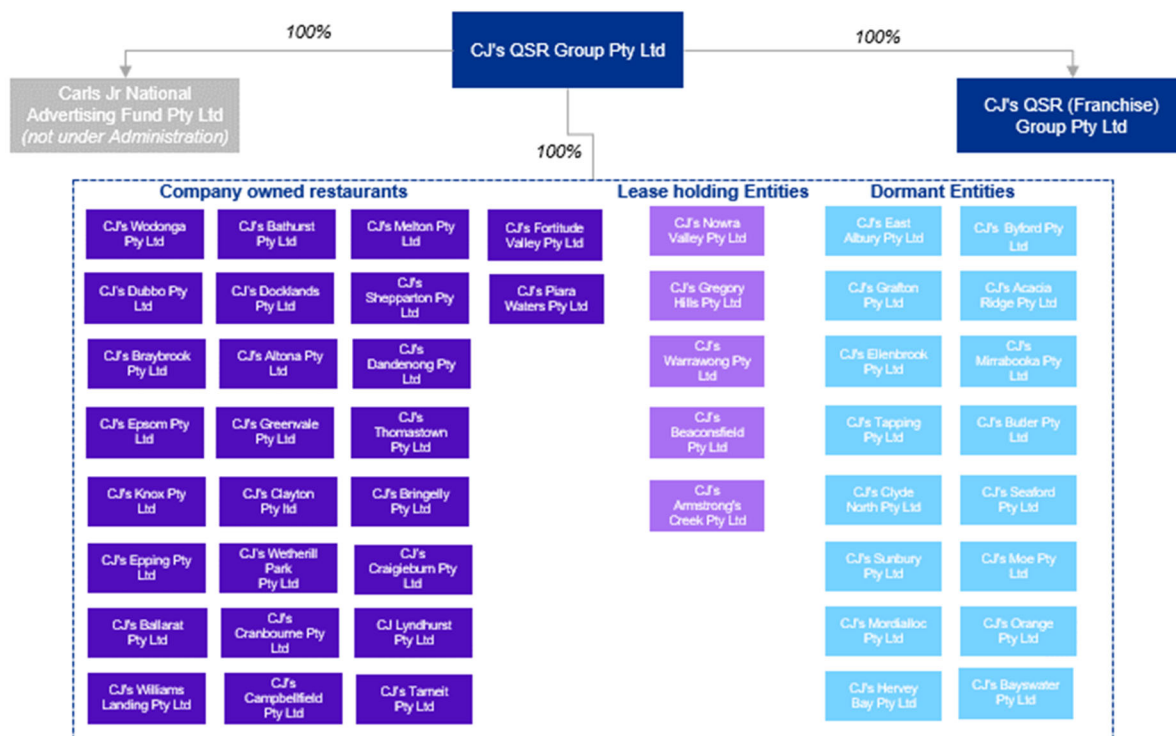 100%
CJ's QSR Group Pty Ltd
100%
Carls Jr National
Advertising Fund Pty Ltd
(not under Administration)
CJ's QSR (Franchise)
Group Pty Ltd
100%
Company owned restaurants
Lease holding Entities
Dormant Entities
CJ's Wodonga
Pty Ltd
CJ's Bathurst
Pty Ltd
CJ's Melton Pty
Ltd
CJ's Fortitude
Valley Pty Ltd
CJ's Nowra
Valley Pty Ltd
CJ's East
Albury Pty Ltd
CJ's Byford Pty
Ltd
CJ's Dubbo Pty
Ltd
CJ's Docklands
Pty Ltd
CJ's
Shepparton Pty
Ltd
CJ's Piara
Waters Pty Ltd
CJ's Gregory
Hills Pty Ltd
CJ's Grafton
Pty Ltd
CJ's Acacia
Ridge Pty Ltd
CJ's Braybrook
Pty Ltd
CJ's Altona Pty
Ltd
CJ's
Dandenong Pty
Ltd
CJ's
Warrawong Pty
Ltd
CJ's Ellenbrook
Pty Ltd
CJ's
Mirrabooka Pty
Ltd
CJ's Epsom Pty
Ltd
CJ's Greenvale
Pty Ltd
CJ's
Thomastown
Pty Ltd
CJ's
Beaconsfield
Pty Ltd
CJ's Tapping
Pty Ltd
CJ's Butler Pty
Ltd
CJ's Knox Pty
Ltd
CJ's Clayton
Pty ltd
CJ's Bringelly
Pty Ltd
CJ's
Armstrong's
Creek Pty Ltd
CJ's Clyde
North Pty Ltd
CJ's Seaford
Pty Ltd
CJ's Epping Pty
Ltd
CJ's Wetherill
Park
Pty Ltd
CJ's
Craigieburn Pty
Ltd
CJ's Sunbury
Pty Ltd
CJ's Moe Pty
Ltd
CJ's Ballarat
Pty Ltd
CJ's
Cranbourne Pty
Ltd
CJ Lyndhurst
Pty Ltd
CJ's Mordialloc
Pty Ltd
CJ's Orange
Pty Ltd
CJ's Williams
Landing Pty Ltd
CJ's
Campbellfield
Pty Ltd
CJ's Tarneit
Pty Ltd
CJ's Hervey
Bay Pty Ltd
CJ's Bayswater
Pty Ltd